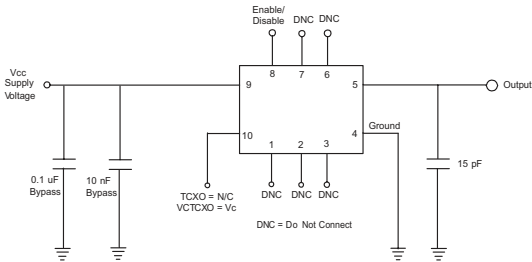 Enable/
Disable
DNC
DNC
8
7
6
Vcc
Supply
Voltage
9
5
Output
10
4
Ground
1
2
3
0.1 uF
Bypass
10 nF
Bypass
15 pF
TCXO = N/C
VCTCXO = Vc
DNC
DNC
DNC
DNC = Do Not Connect